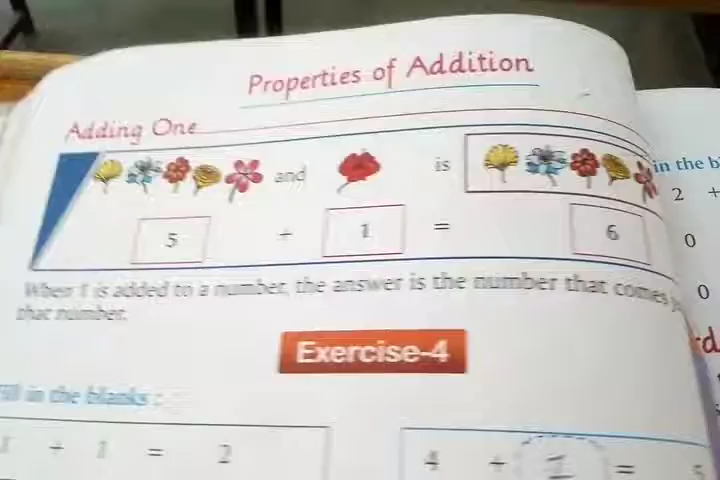 Properties of Addition
Adding One
and is
5 + 1 = 6
When 1 is added to a number, the answer is the number that comes
that number.
Exercise-4
in the blanks :
+ 1 = 2
4 + 1 = 5
in the b
2 +
0
0